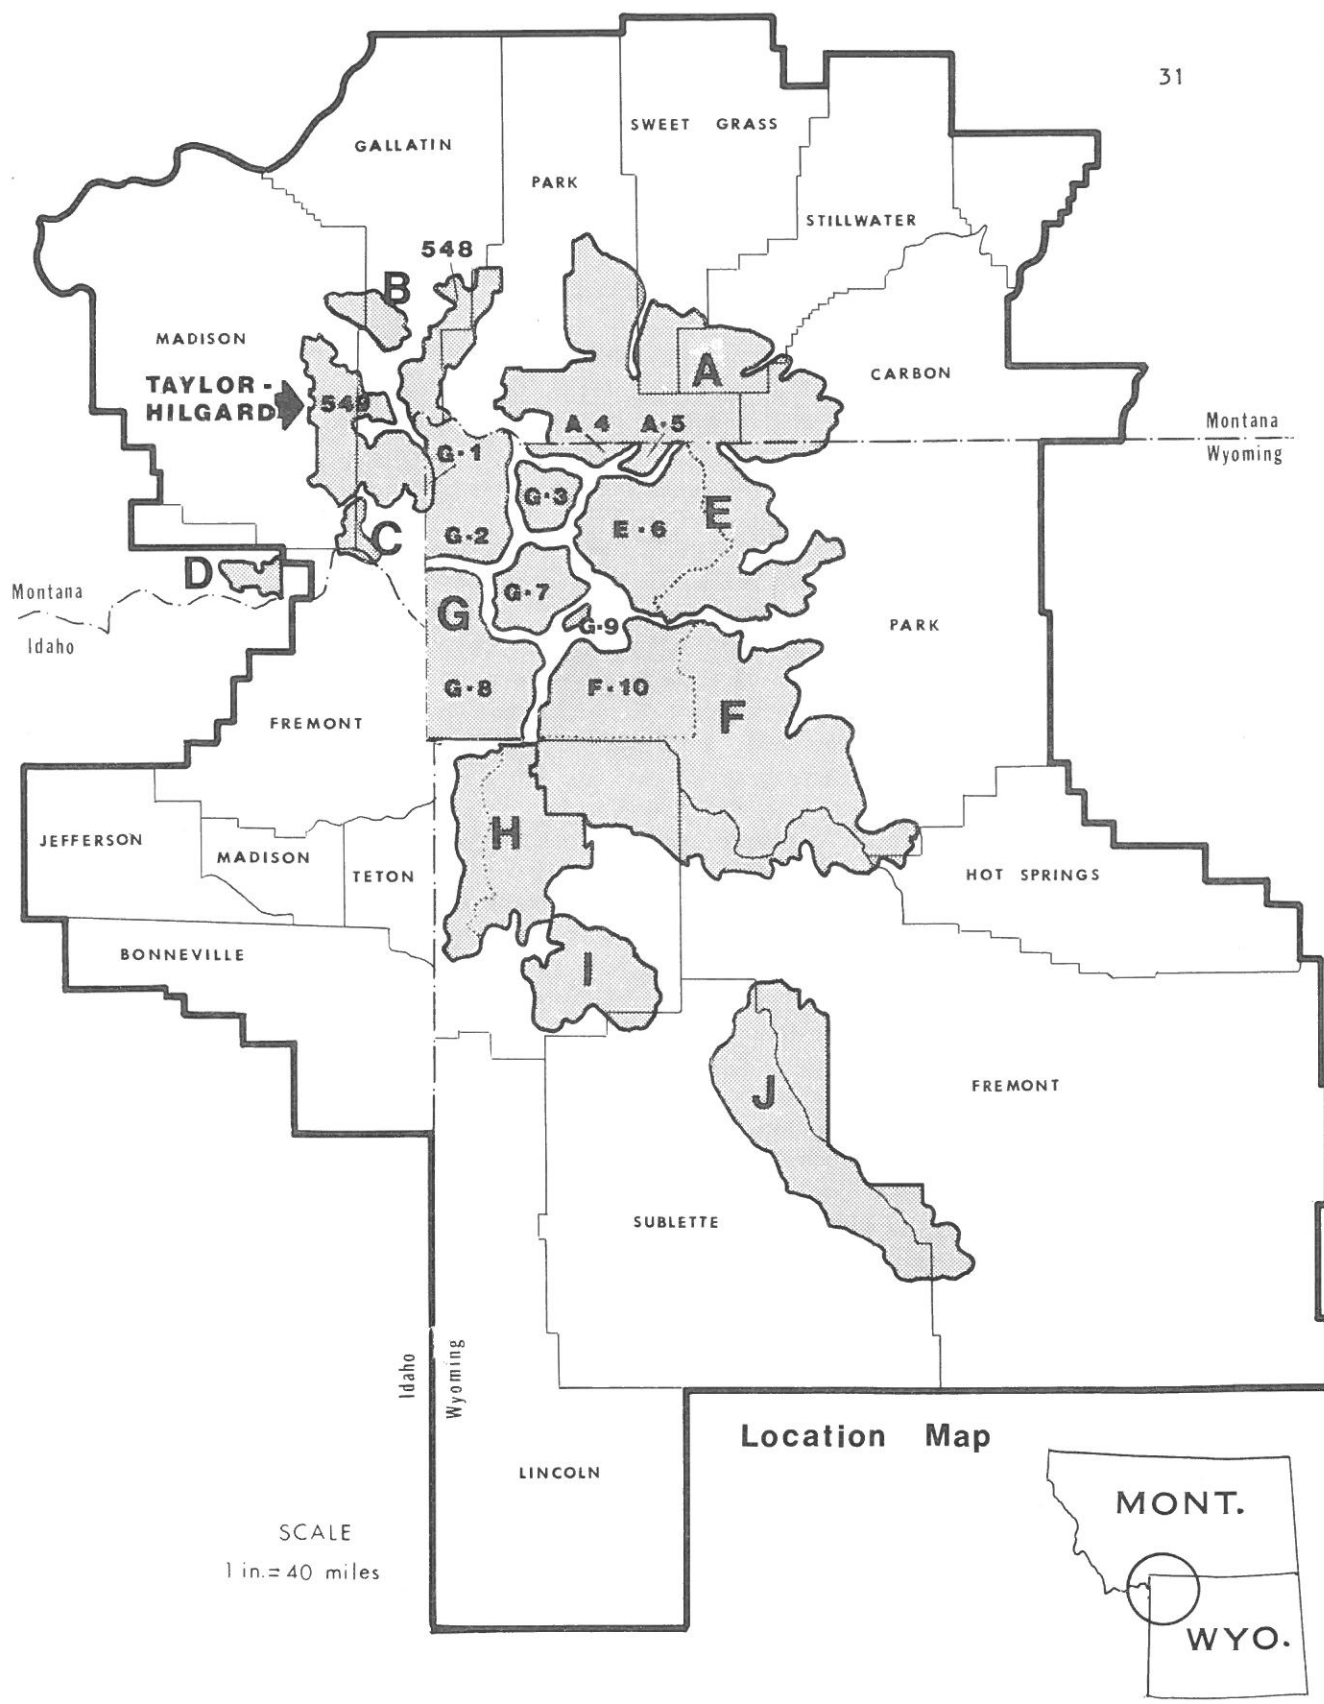 31
SWEET GRASS
GALLATIN
PARK
STILLWATER
548
B
MADISON
TAYLOR -
HILGARD
549
A
CARBON
A 4
A-5
Montana
Wyoming
G-1
G-3
E
E-6
G-2
C
D
Montana
Idaho
G-7
G
G-9
PARK
G-8
F-10
F
FREMONT
JEFFERSON
MADISON
TETON
H
HOT SPRINGS
BONNEVILLE
I
J
FREMONT
SUBLETTE
Idaho
Wyoming
Location Map
LINCOLN
MONT.
SCALE
1 in.= 40 miles
WYO.